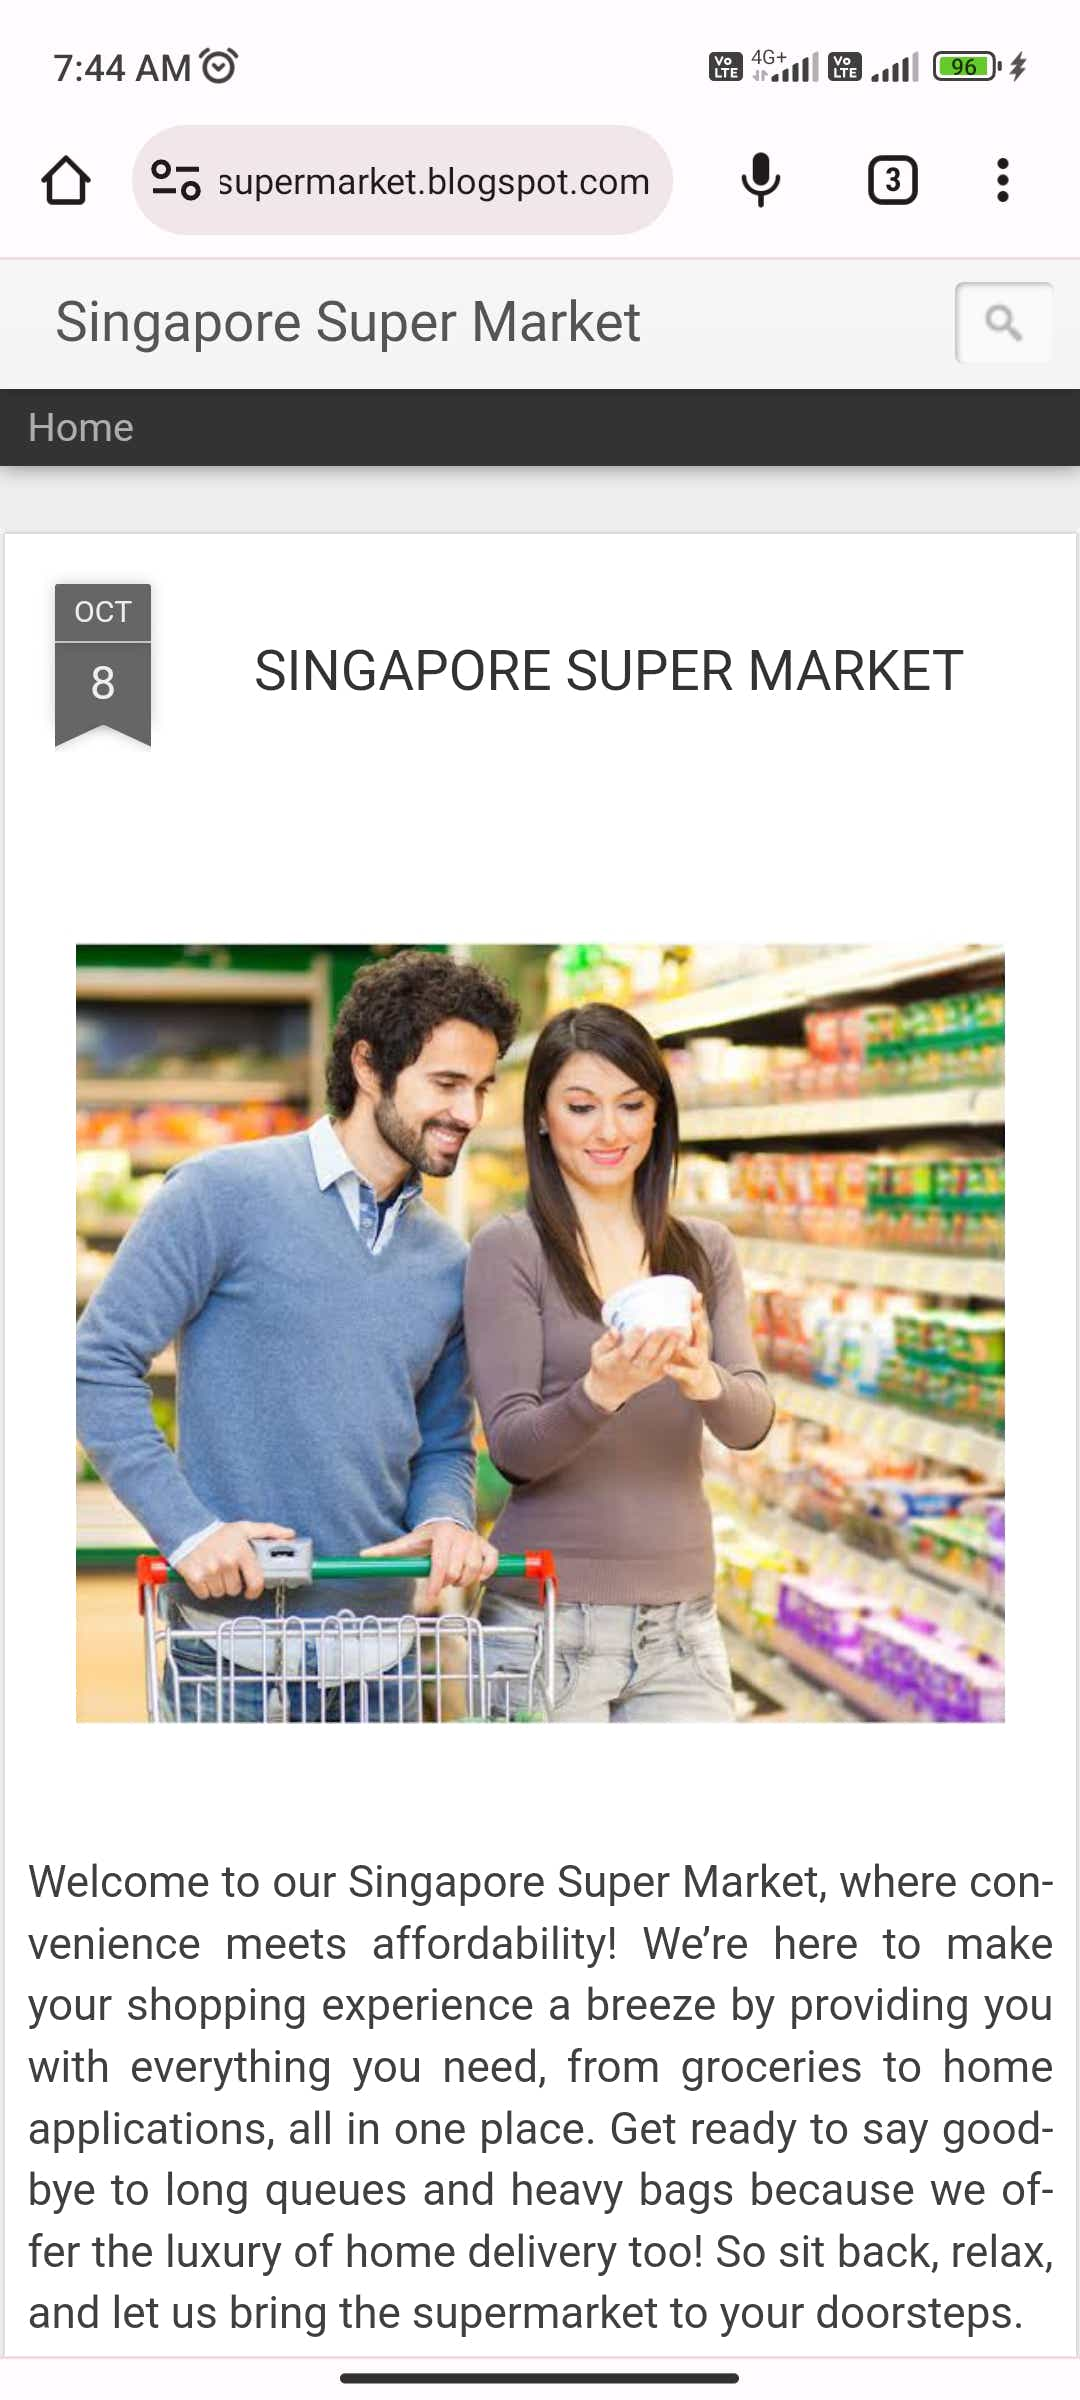 7:44 AM
Vo LTE 4G+ Vo LTE 96
supermarket.blogspot.com
3
Singapore Super Market
Home
OCT
8
SINGAPORE SUPER MARKET
Welcome to our Singapore Super Market, where con-
venience meets affordability! We’re here to make
your shopping experience a breeze by providing you
with everything you need, from groceries to home
applications, all in one place. Get ready to say good-
bye to long queues and heavy bags because we of-
fer the luxury of home delivery too! So sit back, relax,
and let us bring the supermarket to your doorsteps.